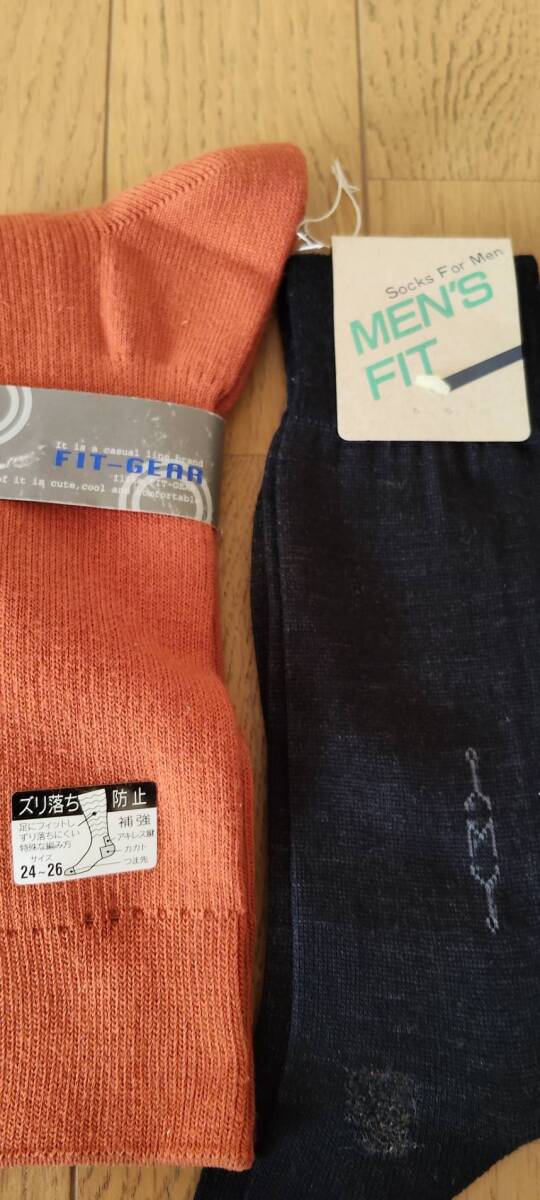 It is a casual line brand
FIT-GEAR
of it is cute, cool and comfortable
ズリ落ち防止
足にフィットし
ずり落ちにくい
特殊な編み方
サイズ
24~26
補強
アキレス腱
カカト
つま先
Socks For Men
MEN'S
FIT